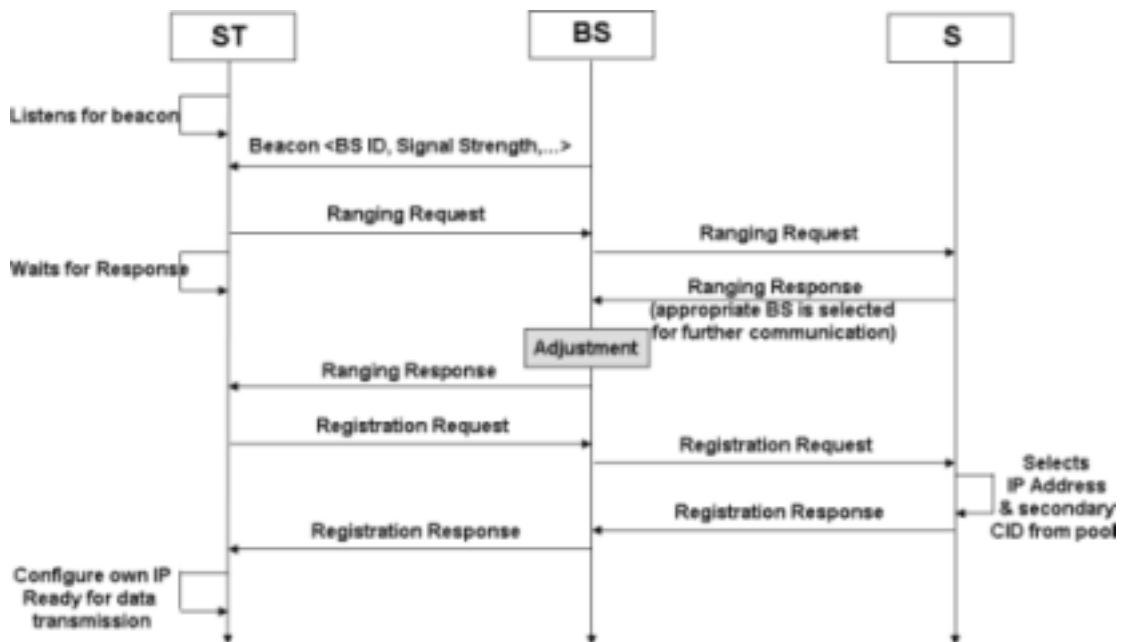 ST
BS
S
Listens for beacon
Beacon <BS ID, Signal Strength,...>
Ranging Request
Ranging Request
Waits for Response
Ranging Response
(appropriate BS is selected
for further communication)
Adjustment
Ranging Response
Registration Request
Registration Request
Selects
IP Address
& secondary
CID from pool
Registration Response
Registration Response
Configure own IP
Ready for data
transmission